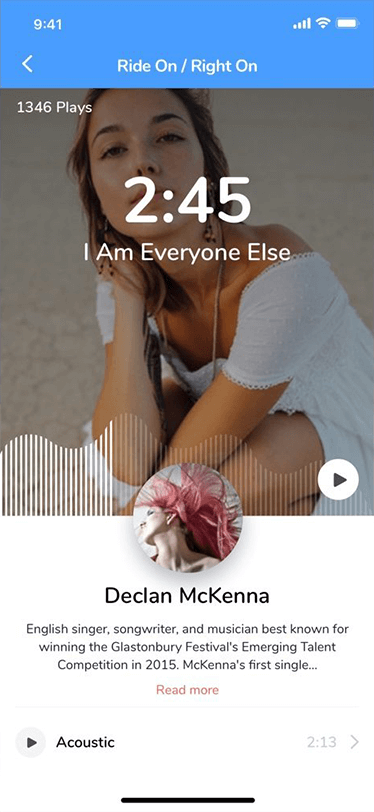 9:41
Ride On / Right On
1346 Plays
2:45
I Am Everyone Else
Declan McKenna
English singer, songwriter, and musician best known for
winning the Glastonbury Festival's Emerging Talent
Competition in 2015. McKenna's first single...
Read more
Acoustic 2:13